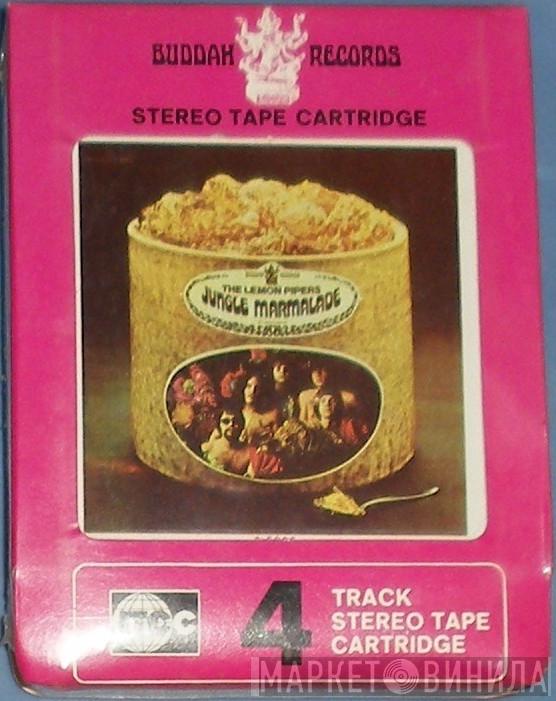 BUDDAH RECORDS
STEREO TAPE CARTRIDGE
THE LEMON PIPERS
JUNGLE MARMALADE
4
TRACK
STEREO TAPE
CARTRIDGE
МАРКЕТ ВИНИЛА